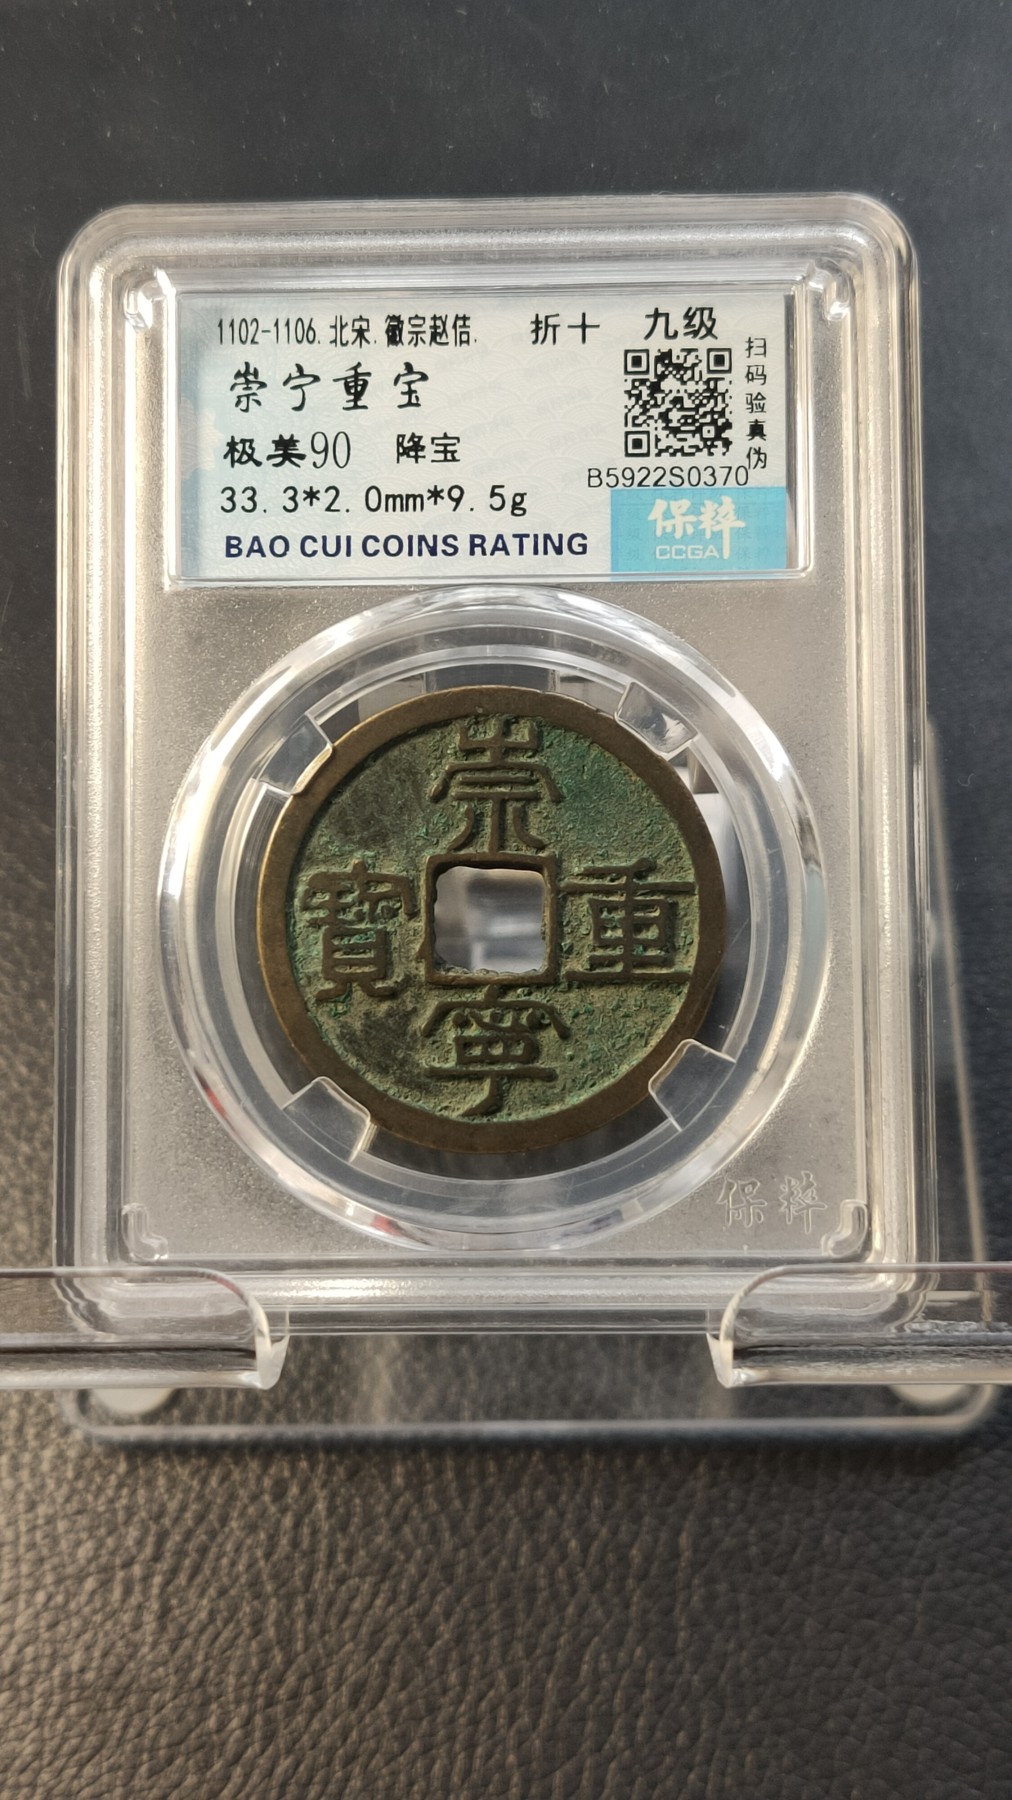 1102-1106.北宋.徽宗赵佶. 折十 九级
崇宁重宝
极美90 降宝
33.3*2.0mm*9.5g
BAO CUI COINS RATING
扫码验真伪
B5922S0370
保粹
CCGA
崇
寶 重
寧
保粹